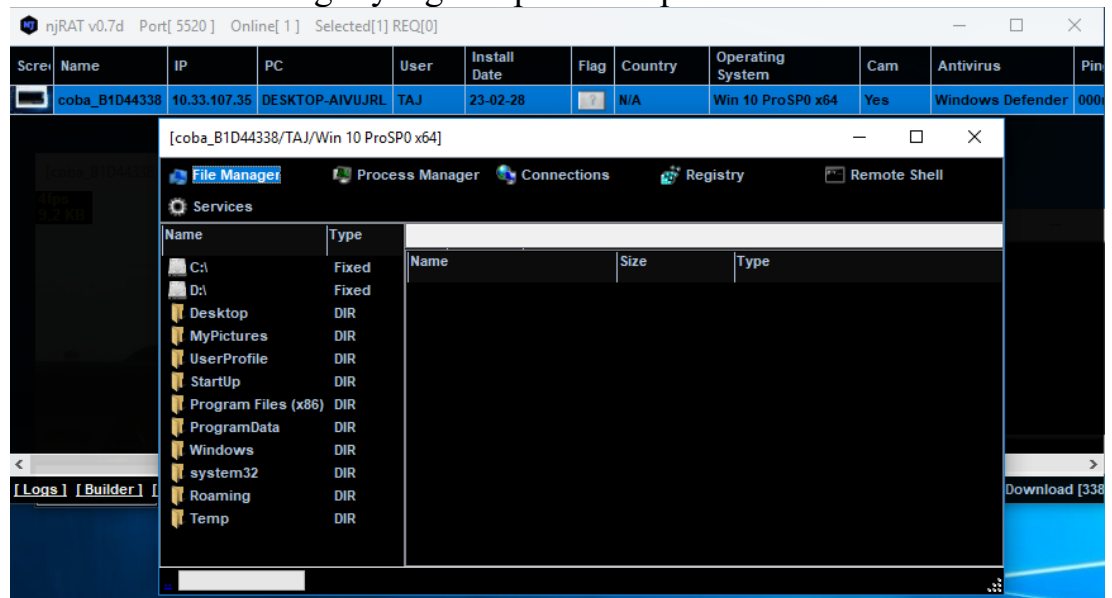 njRAT v0.7d Port[ 5520 ] Online[ 1 ] Selected[1] REQ[0]
Name IP PC User Install Date Flag Country Operating System Cam Antivirus
coba_B1D44338 10.33.107.35 DESKTOP-AIVUJRL TAJ 23-02-28 ? N/A Win 10 ProSP0 x64 Yes Windows Defender
[coba_B1D44338/TAJ/Win 10 ProSP0 x64]
File Manager Process Manager Connections Registry Remote Shell
Services
Name Type
Name Size Type
C:\ Fixed
D:\ Fixed
Desktop DIR
MyPictures DIR
UserProfile DIR
StartUp DIR
Program Files (x86) DIR
ProgramData DIR
Windows DIR
system32 DIR
Roaming DIR
Temp DIR
[Logs] [Builder] [ Download [338
9,2 KB